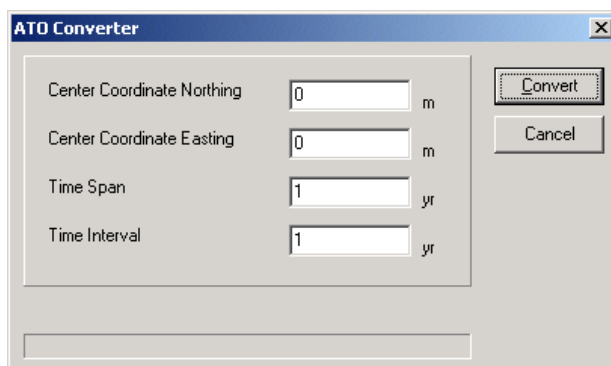 ATO Converter
Center Coordinate Northing 0 m
Convert
Center Coordinate Easting 0 m
Cancel
Time Span 1 yr
Time Interval 1 yr